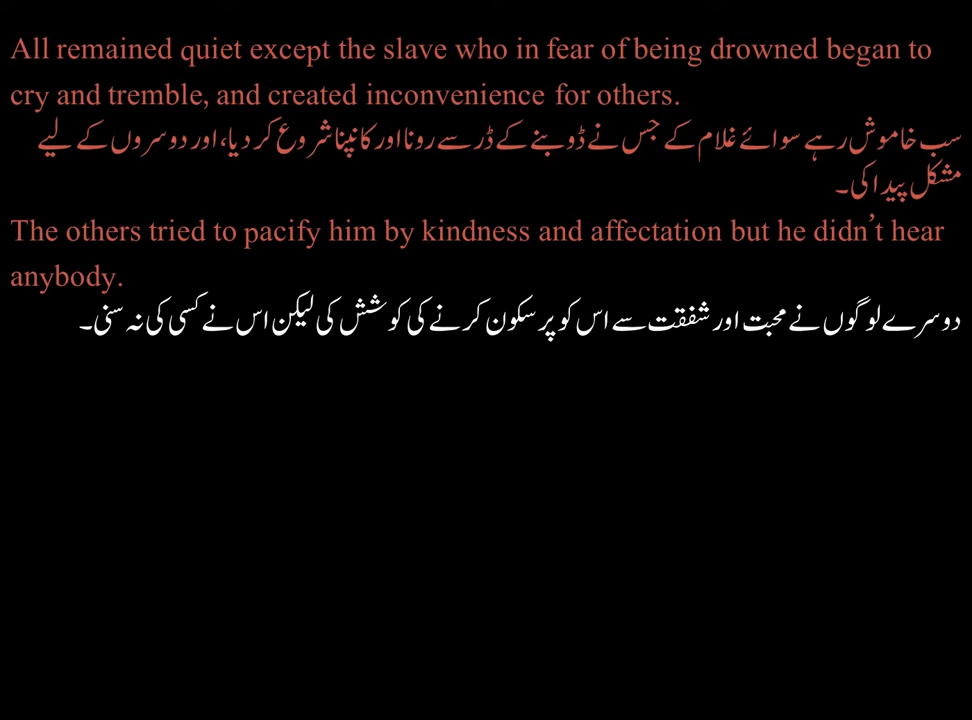 All remained quiet except the slave who in fear of being drowned began to
cry and tremble, and created inconvenience for others.
سب خاموش رہے سوائے غلام کے جس نے ڈوبنے کے ڈر سے رونا اور کانپنا شروع کر دیا، اور دوسروں کے لیے
مشکل پیدا کی۔
The others tried to pacify him by kindness and affectation but he didn’t hear
anybody.
دوسرے لوگوں نے محبت اور شفقت سے اس کو پر سکون کرنے کی کوشش کی لیکن اس نے کسی کی نہ سنی۔